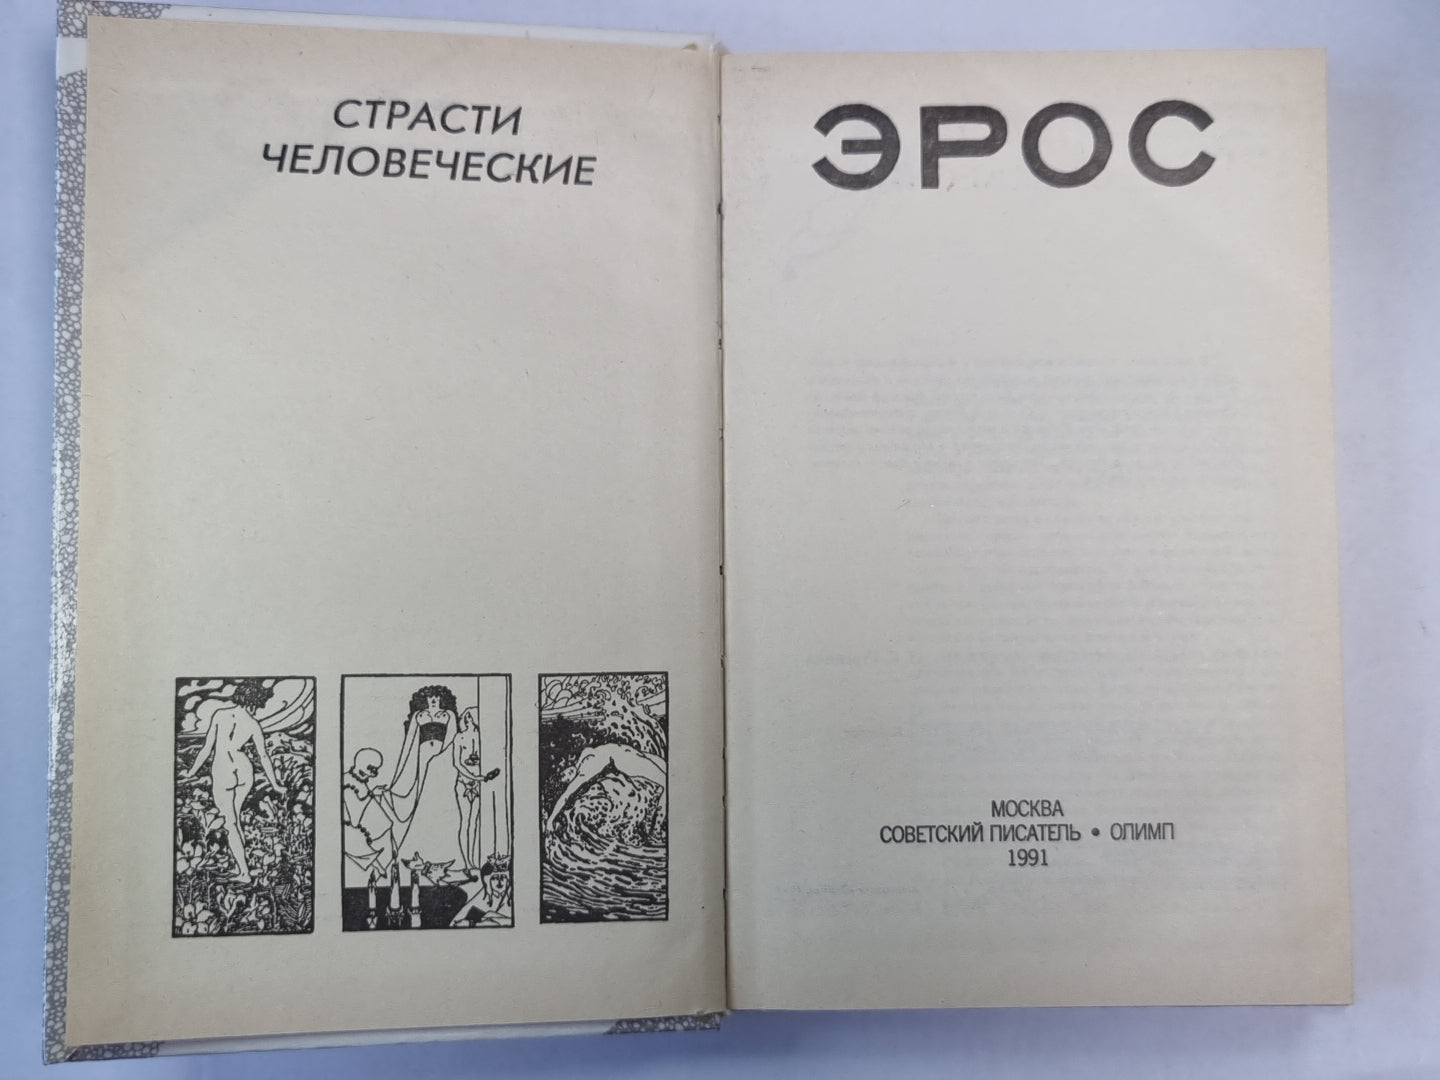 СТРАСТИ
ЧЕЛОВЕЧЕСКИЕ
ЭРОС
МОСКВА
СОВЕТСКИЙ ПИСАТЕЛЬ • ОЛИМП
1991